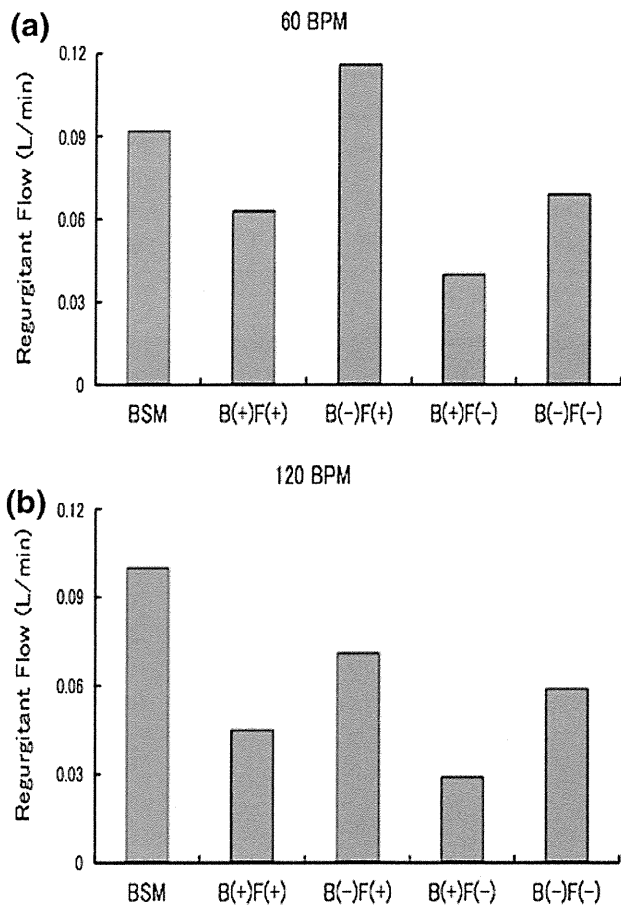 (a)
60 BPM
Regurgitant Flow (L/min)
0.12
0.09
0.06
0.03
0
BSM B(+)F(+) B(-)F(+) B(+)F(-) B(-)F(-)
(b)
120 BPM
Regurgitant Flow (L/min)
0.12
0.09
0.06
0.03
0
BSM B(+)F(+) B(-)F(+) B(+)F(-) B(-)F(-)